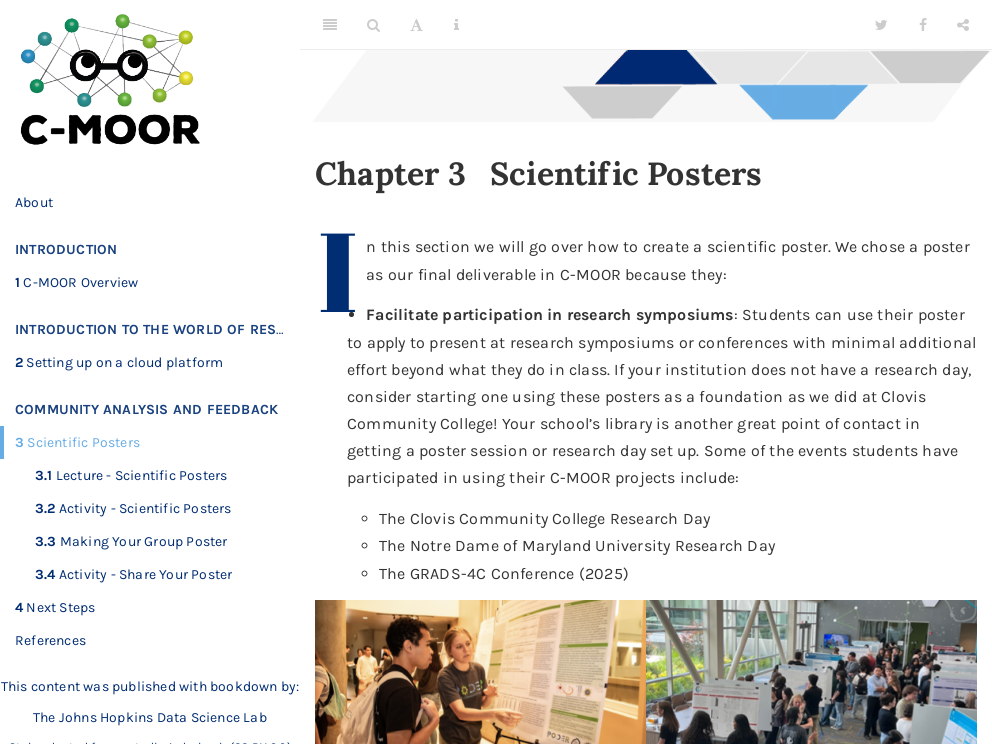 C-MOOR
About
INTRODUCTION
1 C-MOOR Overview
INTRODUCTION TO THE WORLD OF RES…
2 Setting up on a cloud platform
COMMUNITY ANALYSIS AND FEEDBACK
3 Scientific Posters
3.1 Lecture - Scientific Posters
3.2 Activity - Scientific Posters
3.3 Making Your Group Poster
3.4 Activity - Share Your Poster
4 Next Steps
References
This content was published with bookdown by:
The Johns Hopkins Data Science Lab
Chapter 3 Scientific Posters
In this section we will go over how to create a scientific poster. We chose a poster
as our final deliverable in C-MOOR because they:
• Facilitate participation in research symposiums: Students can use their poster
to apply to present at research symposiums or conferences with minimal additional
effort beyond what they do in class. If your institution does not have a research day,
consider starting one using these posters as a foundation as we did at Clovis
Community College! Your school’s library is another great point of contact in
getting a poster session or research day set up. Some of the events students have
participated in using their C-MOOR projects include:
The Clovis Community College Research Day
The Notre Dame of Maryland University Research Day
The GRADS-4C Conference (2025)